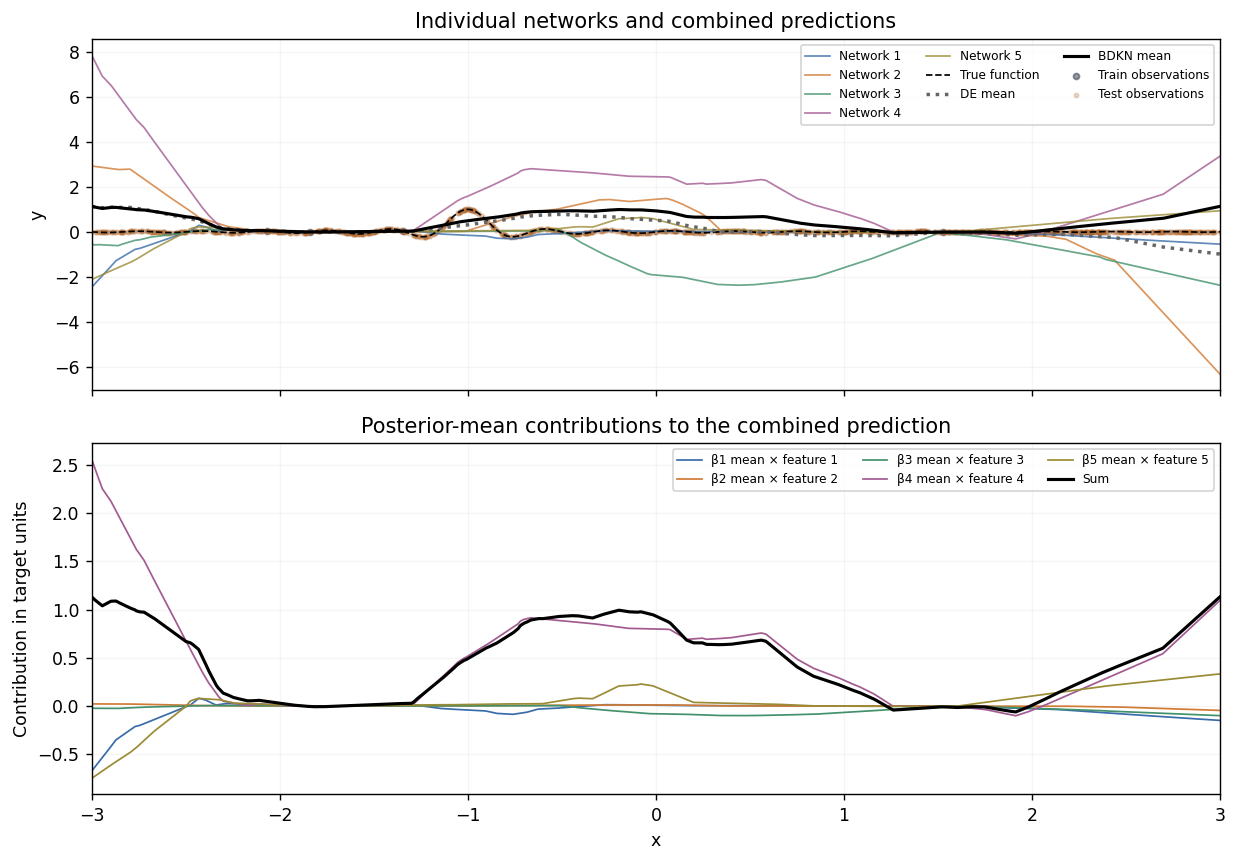 Individual networks and combined predictions
8
6
4
2
0
−2
−4
−6
y
Network 1
Network 2
Network 3
Network 4
Network 5
True function
DE mean
BDKN mean
Train observations
Test observations
Posterior-mean contributions to the combined prediction
2.5
2.0
1.5
1.0
0.5
0.0
−0.5
Contribution in target units
β1 mean × feature 1
β2 mean × feature 2
β3 mean × feature 3
β4 mean × feature 4
β5 mean × feature 5
Sum
−3
−2
−1
0
1
2
3
x